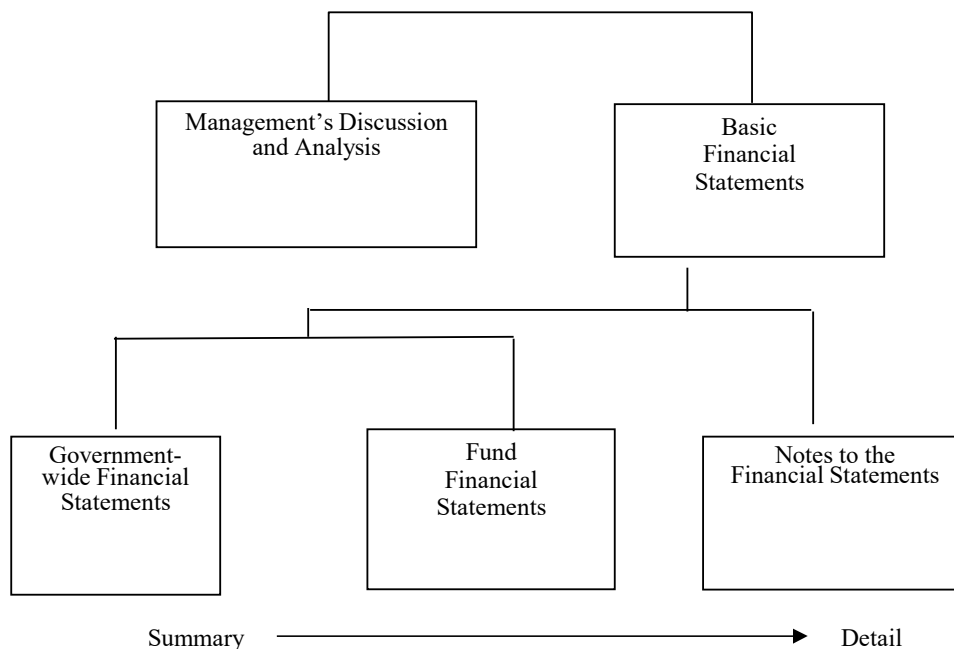 Management’s Discussion
and Analysis
Basic
Financial
Statements
Government-
wide Financial
Statements
Fund
Financial
Statements
Notes to the
Financial Statements
Summary
Detail